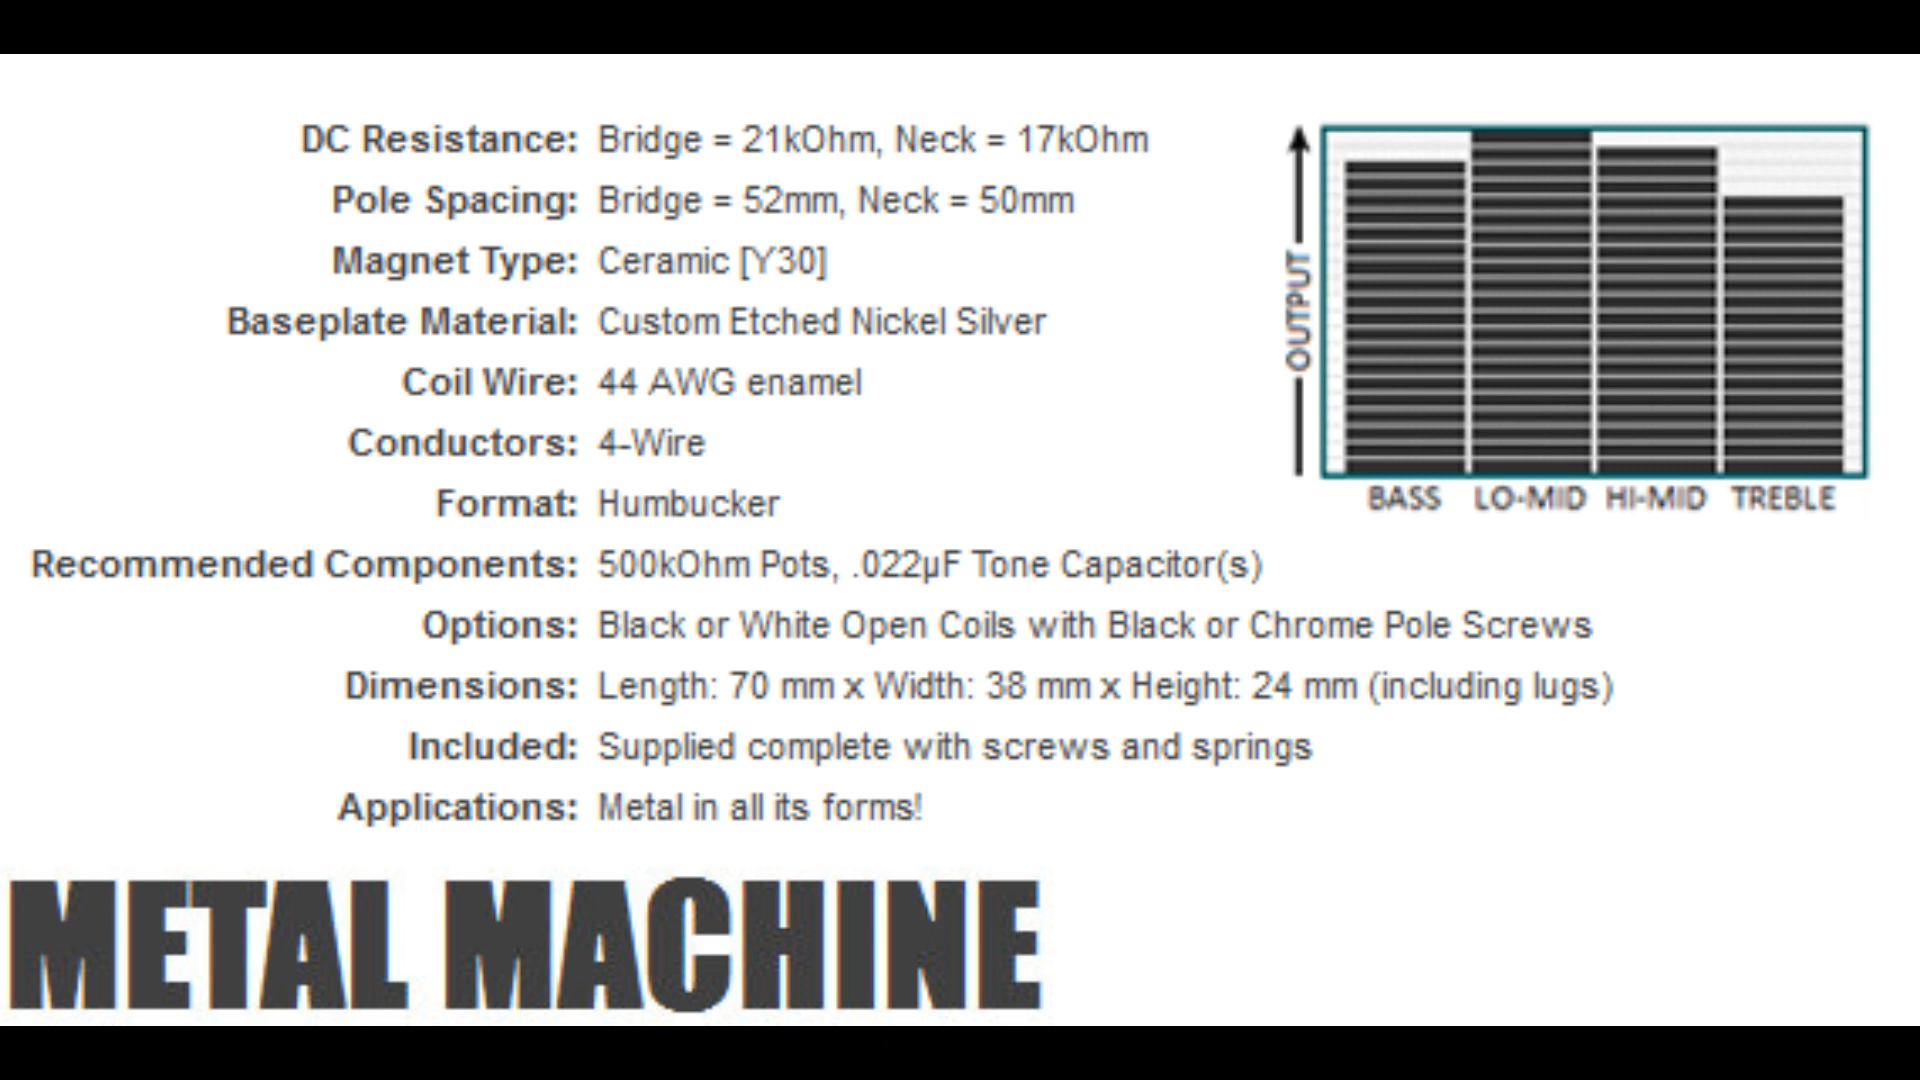 DC Resistance: Bridge = 21kOhm, Neck = 17kOhm
Pole Spacing: Bridge = 52mm, Neck = 50mm
Magnet Type: Ceramic [Y30]
Baseplate Material: Custom Etched Nickel Silver
Coil Wire: 44 AWG enamel
Conductors: 4-Wire
Format: Humbucker
Recommended Components: 500kOhm Pots, .022µF Tone Capacitor(s)
Options: Black or White Open Coils with Black or Chrome Pole Screws
Dimensions: Length: 70 mm x Width: 38 mm x Height: 24 mm (including lugs)
Included: Supplied complete with screws and springs
Applications: Metal in all its forms!
OUTPUT
BASS LO-MID HI-MID TREBLE
METAL MACHINE